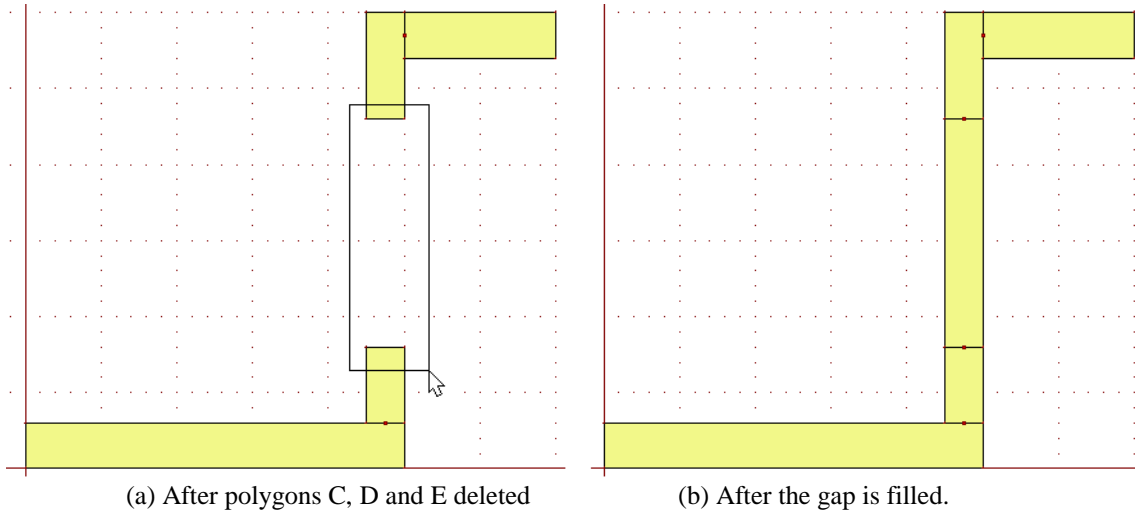 (a) After polygons C, D and E deleted
(b) After the gap is filled.